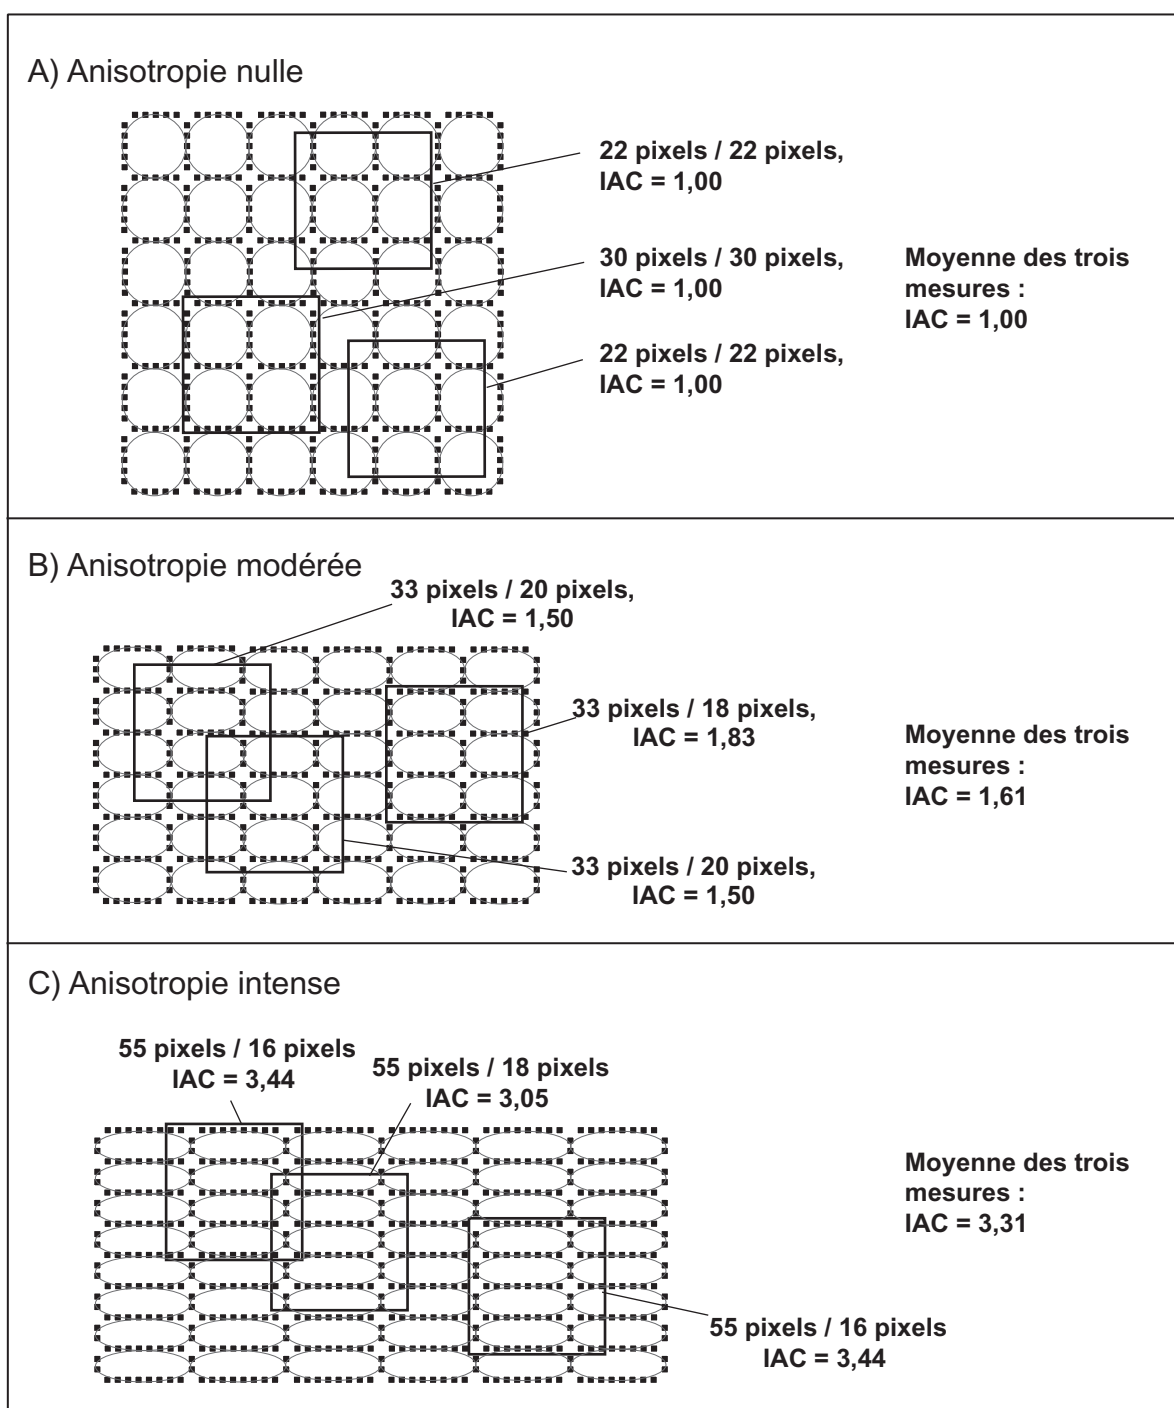 A) Anisotropie nulle
22 pixels / 22 pixels,
IAC = 1,00
30 pixels / 30 pixels,
IAC = 1,00
22 pixels / 22 pixels,
IAC = 1,00
Moyenne des trois
mesures :
IAC = 1,00
B) Anisotropie modérée
33 pixels / 20 pixels,
IAC = 1,50
33 pixels / 18 pixels,
IAC = 1,83
33 pixels / 20 pixels,
IAC = 1,50
Moyenne des trois
mesures :
IAC = 1,61
C) Anisotropie intense
55 pixels / 16 pixels
IAC = 3,44
55 pixels / 18 pixels
IAC = 3,05
55 pixels / 16 pixels
IAC = 3,44
Moyenne des trois
mesures :
IAC = 3,31